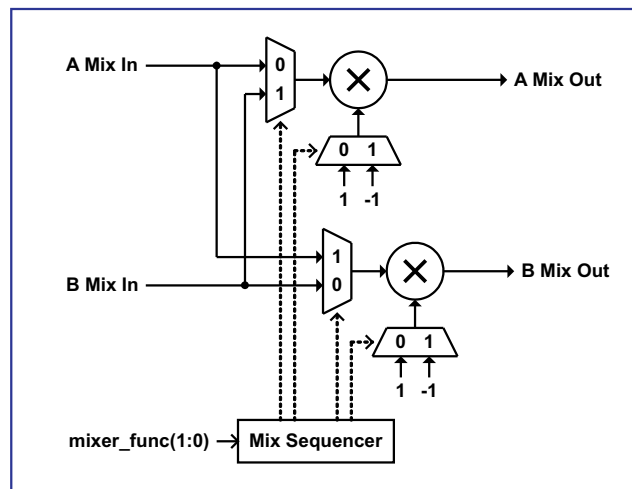 A Mix In
0
1
A Mix Out
0 1
1 -1
1
0
B Mix In
B Mix Out
0 1
1 -1
mixer_func(1:0)
Mix Sequencer